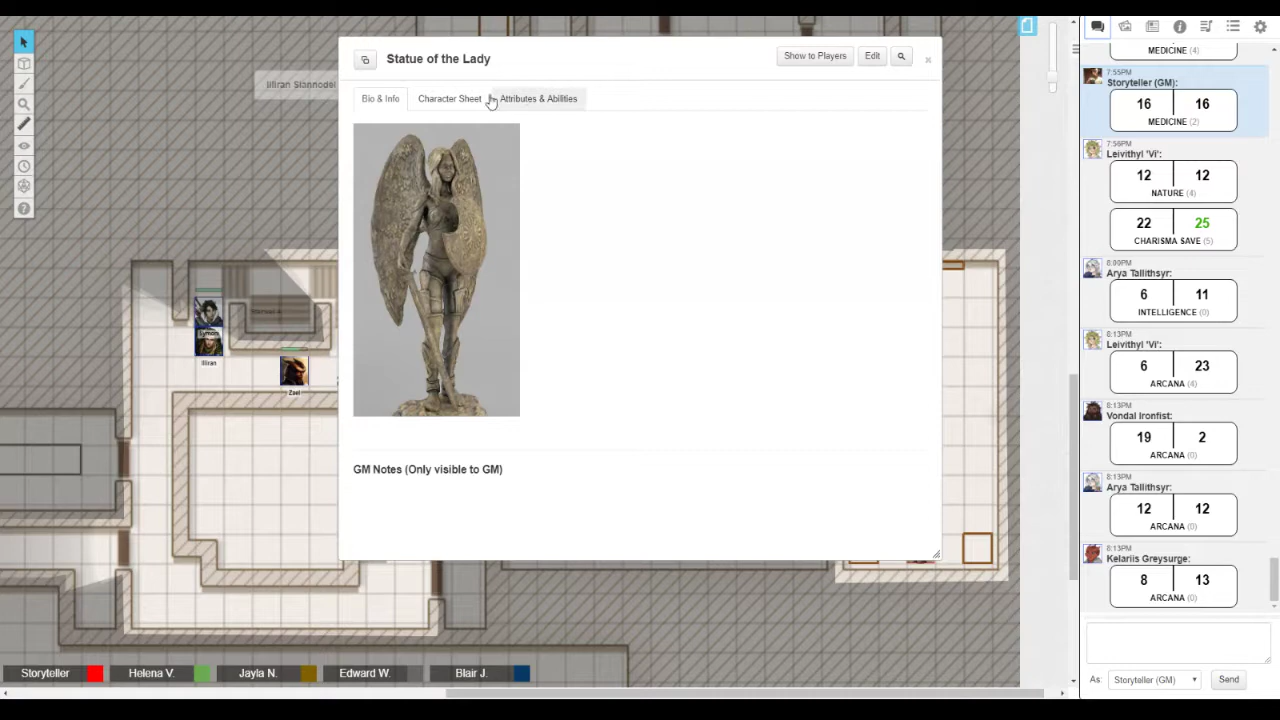 Statue of the Lady
Show to Players
Edit
Bio & Info
Character Sheet
Attributes & Abilities
GM Notes (Only visible to GM)
Illiran Siannodel
Illiran
Zael
Storyteller
Helena V.
Jayla N.
Edward W.
Blair J.
MEDICINE (4)
7:55PM
Storyteller (GM):
16 16
MEDICINE (2)
7:56PM
Leivithyl 'Vi':
12 12
NATURE (4)
22 25
CHARISMA SAVE (5)
8:00PM
Arya Tallithsyr:
6 11
INTELLIGENCE (0)
8:13PM
Leivithyl 'Vi':
6 23
ARCANA (4)
8:13PM
Vondal Ironfist:
19 2
ARCANA (0)
8:13PM
Arya Tallithsyr:
12 12
ARCANA (0)
8:13PM
Kelariis Greysurge:
8 13
ARCANA (0)
As: Storyteller (GM)
Send